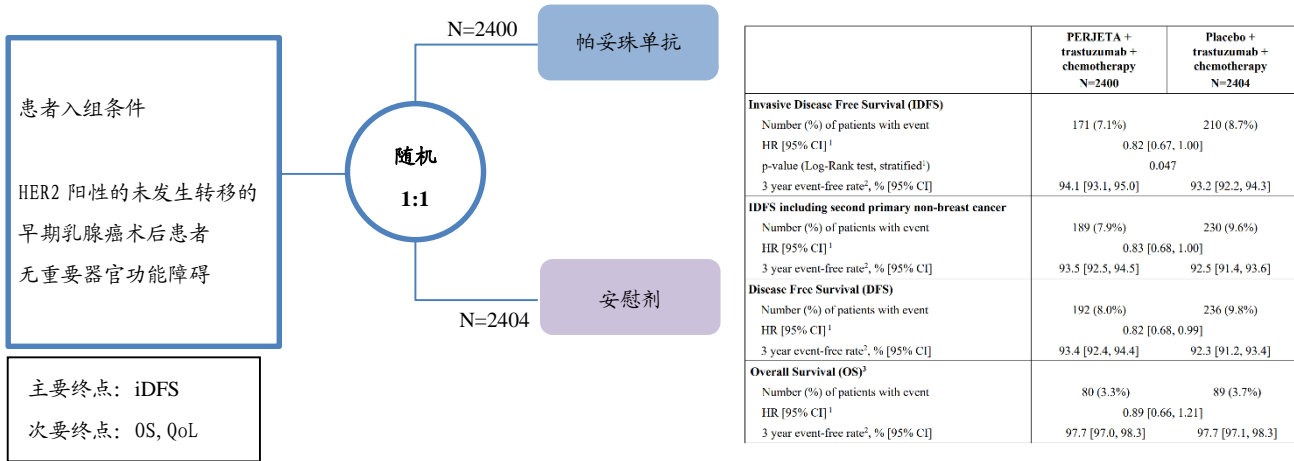 患者入组条件
HER2 阳性的未发生转移的
早期乳腺癌术后患者
无重要器官功能障碍
主要终点：iDFS
次要终点：OS,QoL
随机
1:1
N=2400
帕妥珠单抗
N=2404
安慰剂
PERJETA + trastuzumab + chemotherapy N=2400 Placebo + trastuzumab + chemotherapy N=2404
Invasive Disease Free Survival (IDFS)
Number (%) of patients with event 171 (7.1%) 210 (8.7%)
HR [95% CI] 1 0.82 [0.67, 1.00]
p-value (Log-Rank test, stratified1) 0.047
3 year event-free rate2, % [95% CI] 94.1 [93.1, 95.0] 93.2 [92.2, 94.3]
IDFS including second primary non-breast cancer
Number (%) of patients with event 189 (7.9%) 230 (9.6%)
HR [95% CI] 1 0.83 [0.68, 1.00]
3 year event-free rate2, % [95% CI] 93.5 [92.5, 94.5] 92.5 [91.4, 93.6]
Disease Free Survival (DFS)
Number (%) of patients with event 192 (8.0%) 236 (9.8%)
HR [95% CI] 1 0.82 [0.68, 0.99]
3 year event-free rate2, % [95% CI] 93.4 [92.4, 94.4] 92.3 [91.2, 93.4]
Overall Survival (OS)3
Number (%) of patients with event 80 (3.3%) 89 (3.7%)
HR [95% CI] 1 0.89 [0.66, 1.21]
3 year event-free rate2, % [95% CI] 97.7 [97.0, 98.3] 97.7 [97.1, 98.3]